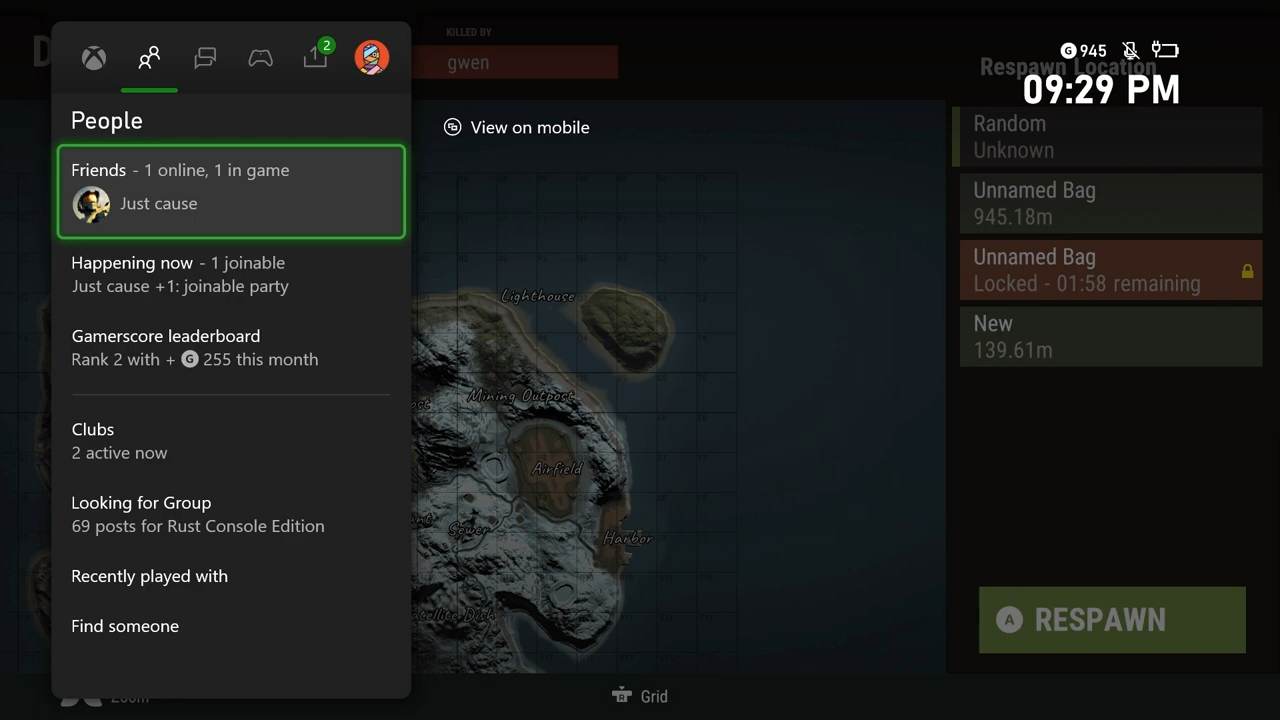 2
KILLED BY
gwen
945
09:29 PM
Respawn Location
People
View on mobile
Friends - 1 online, 1 in game
Just cause
Happening now - 1 joinable
Just cause +1: joinable party
Gamerscore leaderboard
Rank 2 with + G 255 this month
Clubs
2 active now
Looking for Group
69 posts for Rust Console Edition
Recently played with
Find someone
Lighthouse
Mining Outpost
Airfield
Sewer
Harbor
Satellite Dish
Random
Unknown
Unnamed Bag
945.18m
Unnamed Bag
Locked - 01:58 remaining
New
139.61m
A RESPAWN
Zoom
Grid